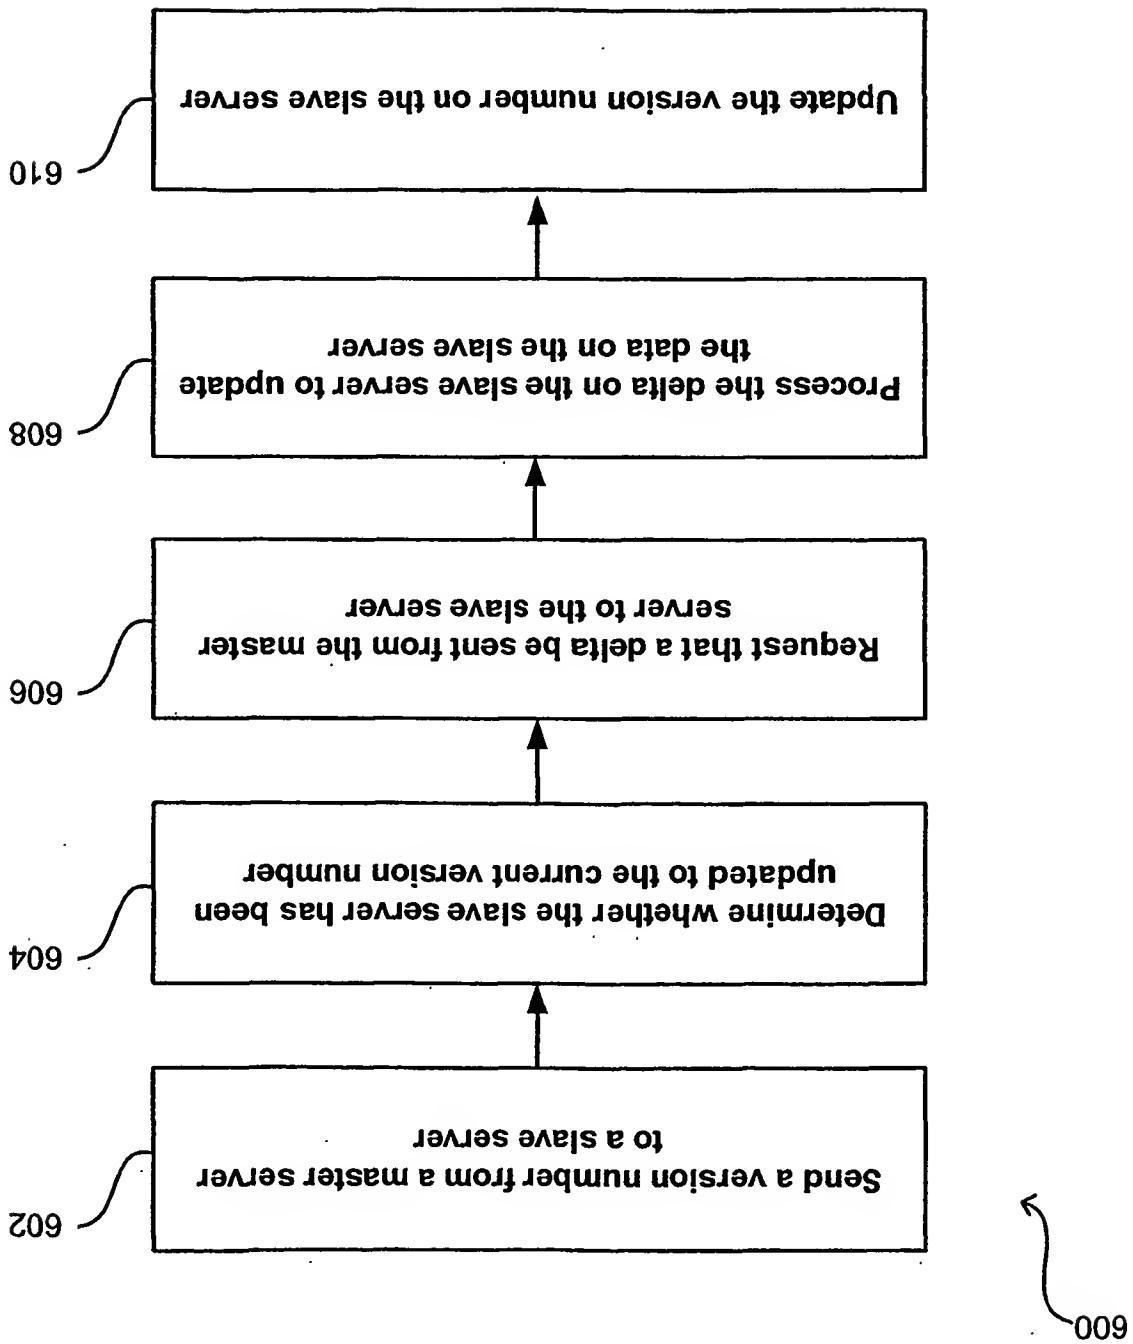 600
602
Send a version number from a master server
to a slave server
604
Determine whether the slave server has been
updated to the current version number
606
Request that a delta be sent from the master
server to the slave server
608
Process the delta on the slave server to update
the data on the slave server
610
Update the version number on the slave server